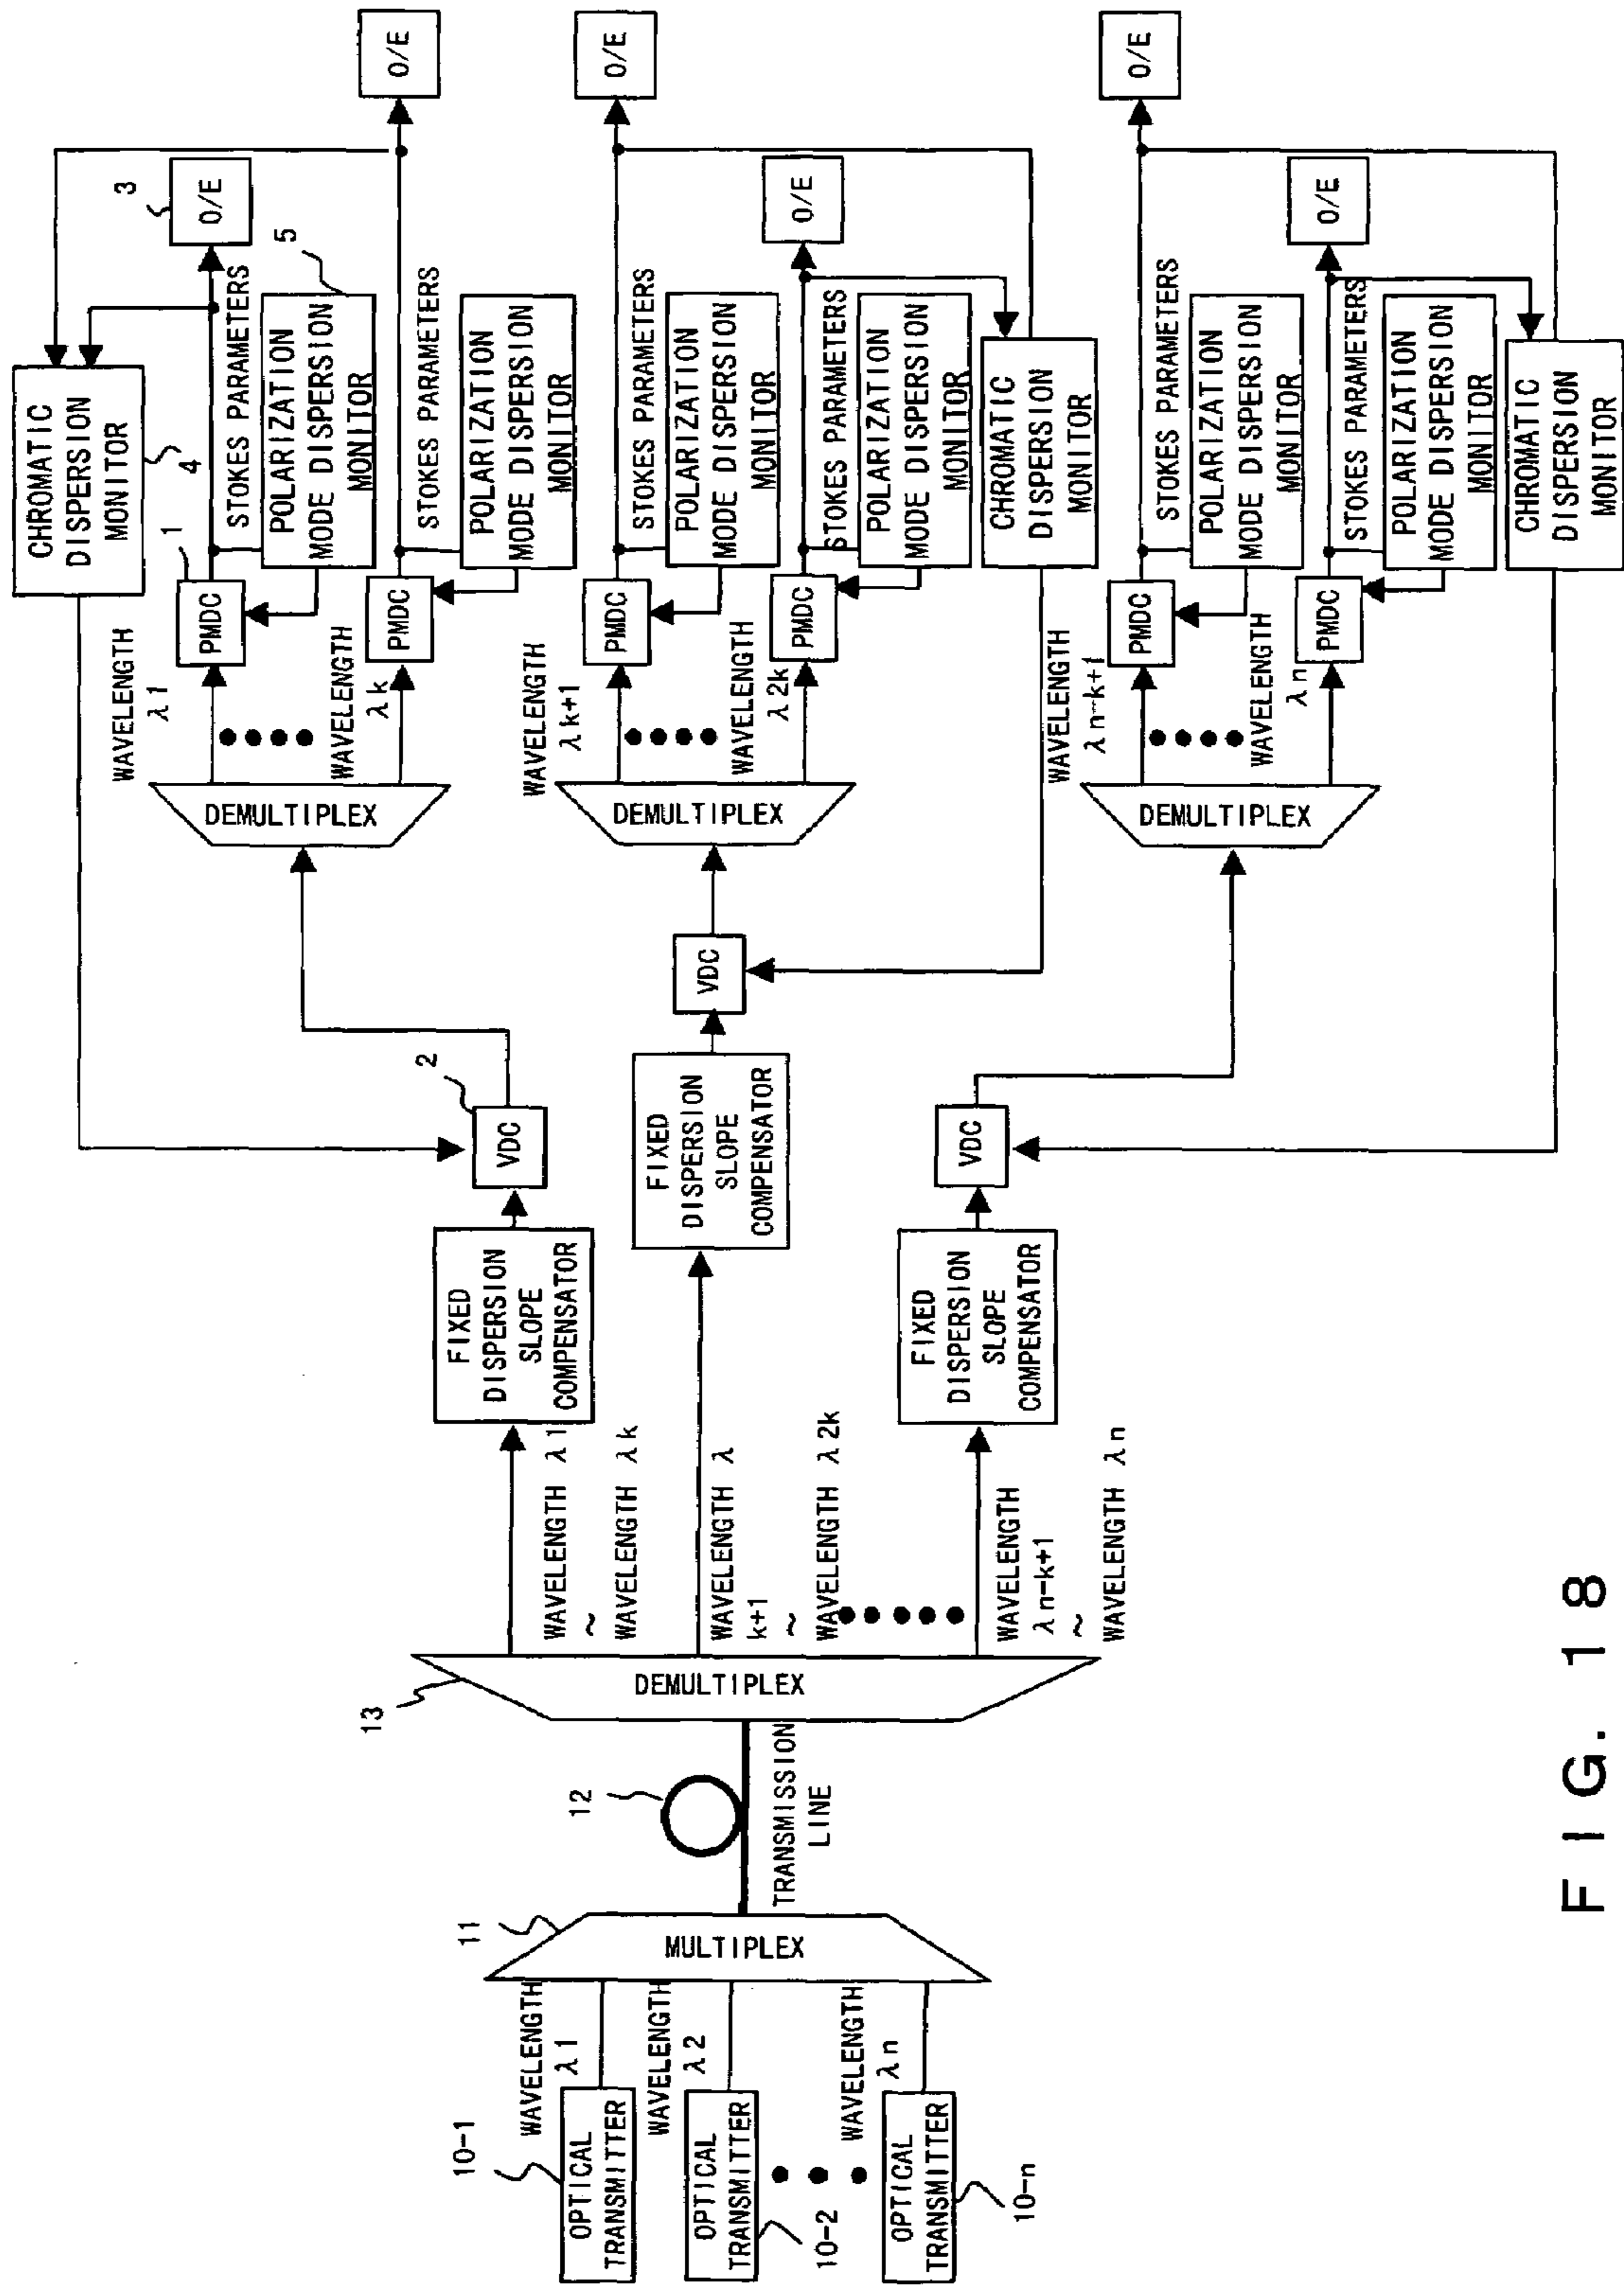 10-1
OPTICAL
TRANSMITTER
WAVELENGTH
λ1
OPTICAL
TRANSMITTER
10-2
WAVELENGTH
λ2
OPTICAL
TRANSMITTER
10-n
WAVELENGTH
λn
11
MULTIPLEX
12
TRANSMISSION
LINE
13
DEMULTIPLEX
WAVELENGTH λ1
~
WAVELENGTH λk
WAVELENGTH λ
k+1
~
WAVELENGTH λ2k
WAVELENGTH
λn-k+1
~
WAVELENGTH λn
FIXED
DISPERSION
SLOPE
COMPENSATOR
FIXED
DISPERSION
SLOPE
COMPENSATOR
FIXED
DISPERSION
SLOPE
COMPENSATOR
2
VDC
VDC
VDC
DEMULTIPLEX
DEMULTIPLEX
DEMULTIPLEX
CHROMATIC
DISPERSION
MONITOR
4
WAVELENGTH
λ1
1
PMDC
STOKES PARAMETERS
POLARIZATION
MODE DISPERSION
MONITOR
5
3
O/E
WAVELENGTH
λk
PMDC
STOKES PARAMETERS
POLARIZATION
MODE DISPERSION
MONITOR
O/E
WAVELENGTH
λk+1
PMDC
STOKES PARAMETERS
POLARIZATION
MODE DISPERSION
MONITOR
O/E
WAVELENGTH
λ2k
PMDC
STOKES PARAMETERS
POLARIZATION
MODE DISPERSION
MONITOR
O/E
CHROMATIC
DISPERSION
MONITOR
WAVELENGTH
λn-k+1
PMDC
STOKES PARAMETERS
POLARIZATION
MODE DISPERSION
MONITOR
O/E
WAVELENGTH
λn
PMDC
STOKES PARAMETERS
POLARIZATION
MODE DISPERSION
MONITOR
O/E
CHROMATIC
DISPERSION
MONITOR
FIG. 18